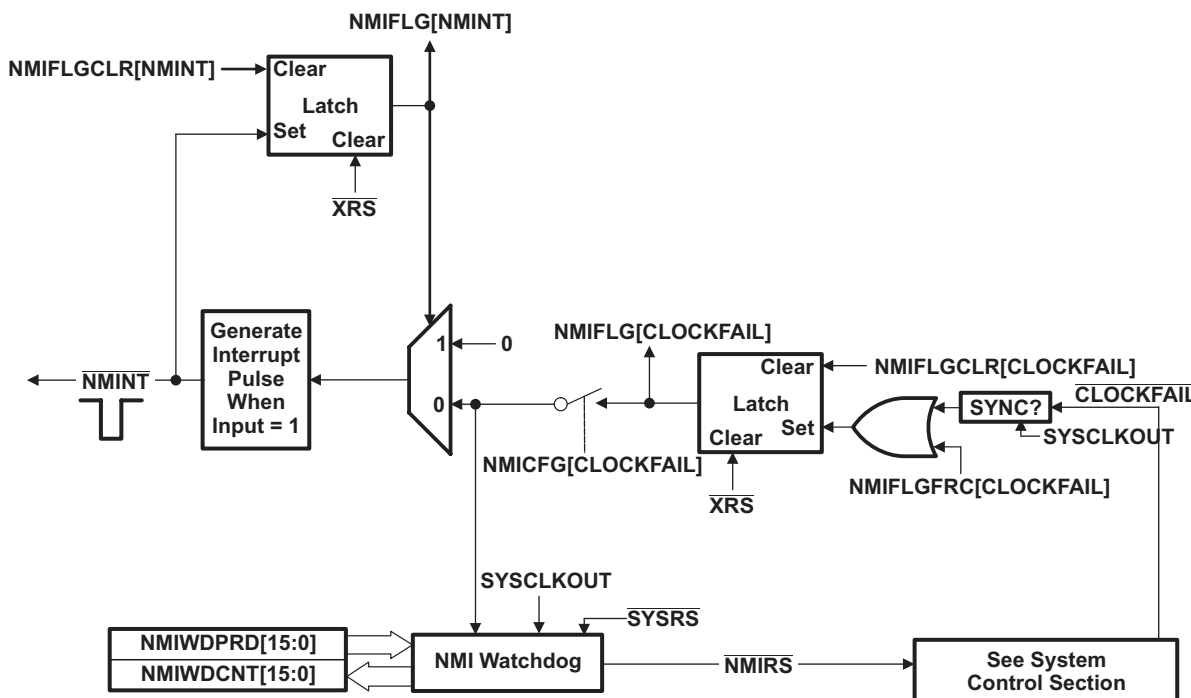 NMIFLG[NMINT]
NMIFLGCLR[NMINT]
Clear
Latch
Set
Clear
XRS
Generate
Interrupt
Pulse
When
Input = 1
NMINT
1
0
0
NMIFLG[CLOCKFAIL]
NMICFG[CLOCKFAIL]
Clear
Latch
Set
Clear
XRS
NMIFLGCLR[CLOCKFAIL]
CLOCKFAIL
SYNC?
SYSCLKOUT
NMIFLGFRC[CLOCKFAIL]
SYSCLKOUT
SYSRS
NMIWDPRD[15:0]
NMIWDCNT[15:0]
NMI Watchdog
NMIRS
See System
Control Section